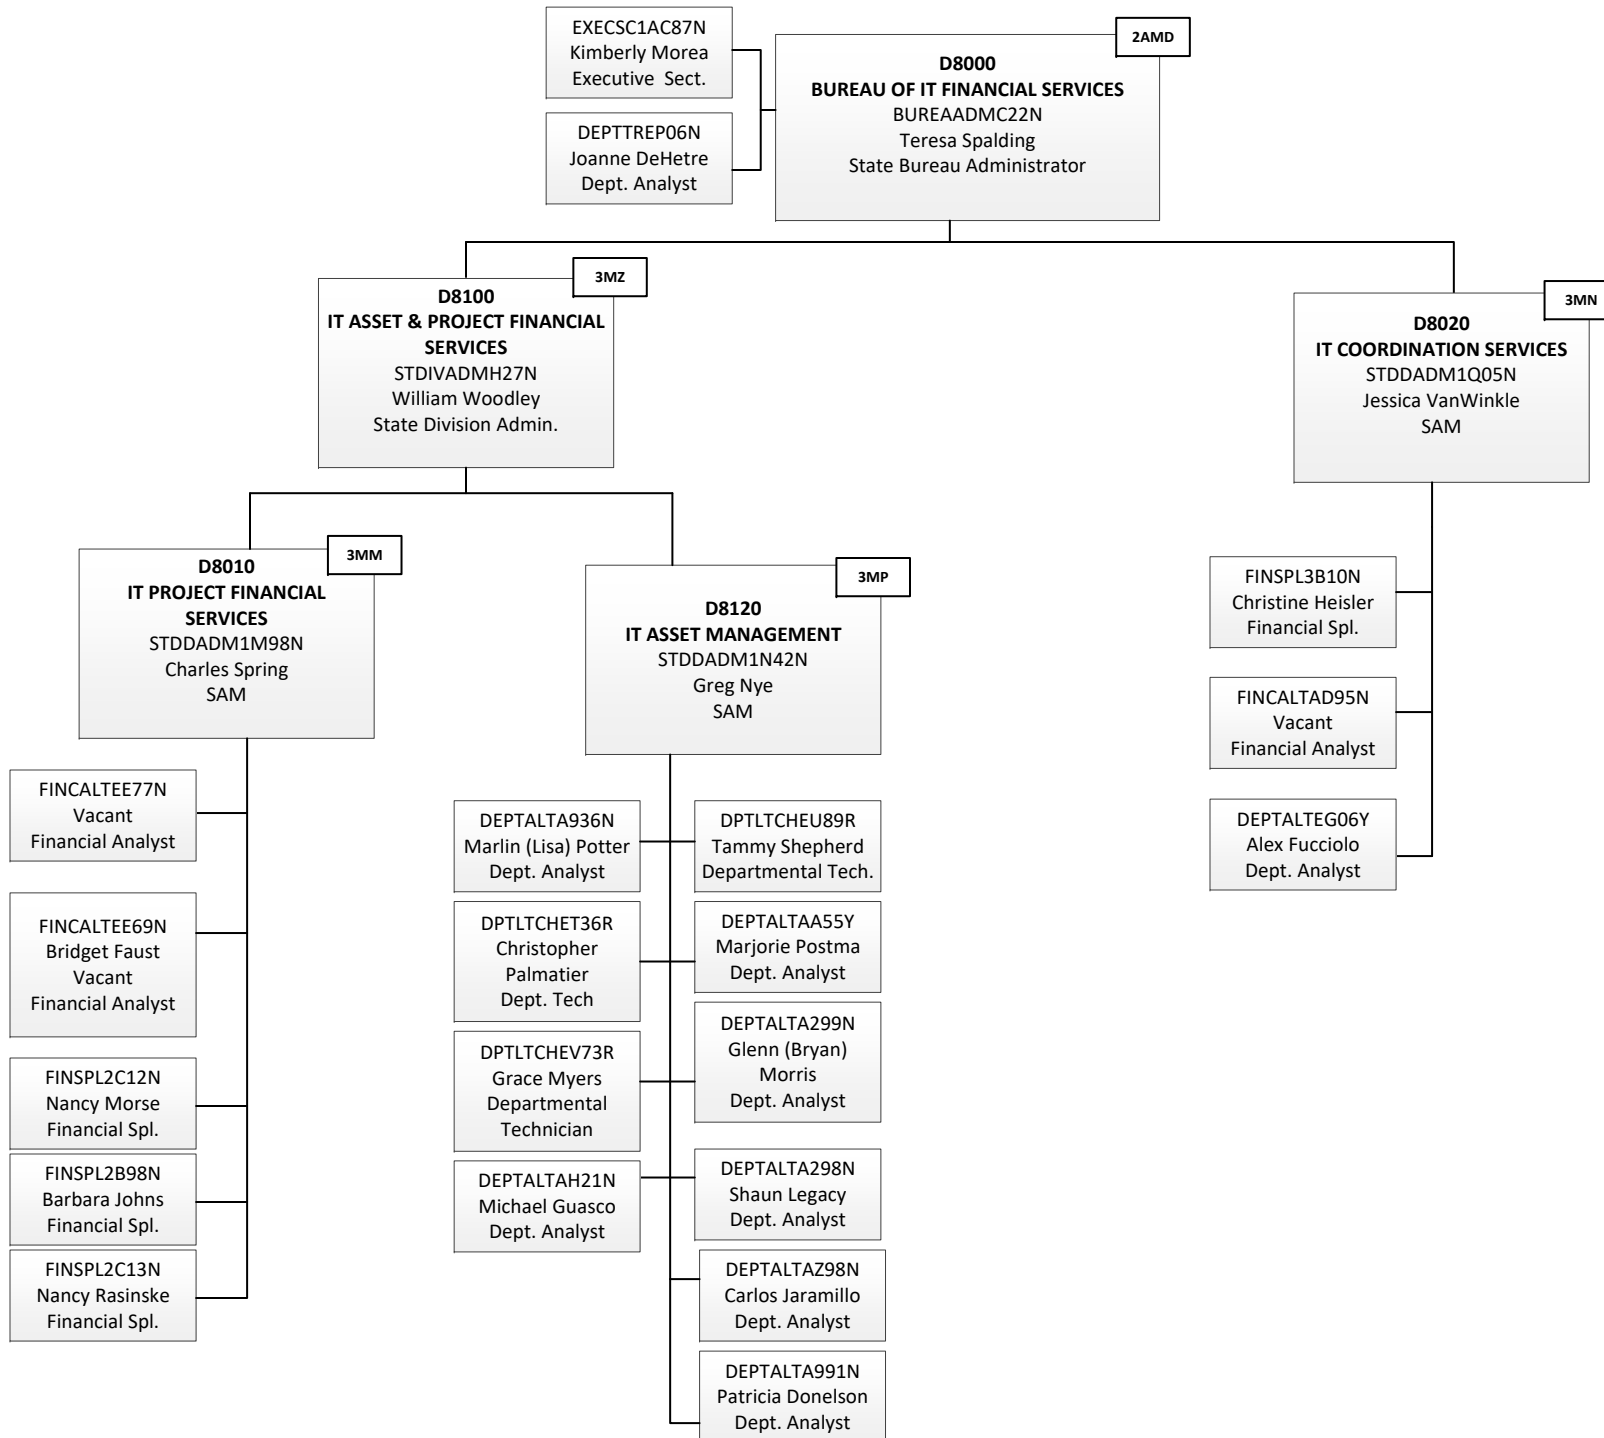 EXECSC1AC87N
Kimberly Morea
Executive  Sect.
DEPTTREP06N
Joanne DeHetre
Dept. Analyst
2AMD
D8000
BUREAU OF IT FINANCIAL SERVICES
BUREAADMC22N
Teresa Spalding
State Bureau Administrator
3MZ
D8100
IT ASSET & PROJECT FINANCIAL
SERVICES
STDIVADMH27N
William Woodley
State Division Admin.
3MN
D8020
IT COORDINATION SERVICES
STDDADM1Q05N
Jessica VanWinkle
SAM
3MM
D8010
IT PROJECT FINANCIAL
SERVICES
STDDADM1M98N
Charles Spring
SAM
3MP
D8120
IT ASSET MANAGEMENT
STDDADM1N42N
Greg Nye
SAM
FINSPL3B10N
Christine Heisler
Financial Spl.
FINCALTAD95N
Vacant
Financial Analyst
DEPTALTEG06Y
Alex Fucciolo
Dept. Analyst
FINCALTEE77N
Vacant
Financial Analyst
FINCALTEE69N
Bridget Faust
Vacant
Financial Analyst
FINSPL2C12N
Nancy Morse
Financial Spl.
FINSPL2B98N
Barbara Johns
Financial Spl.
FINSPL2C13N
Nancy Rasinske
Financial Spl.
DEPTALTA936N
Marlin (Lisa) Potter
Dept. Analyst
DPTLTCHET36R
Christopher
Palmatier
Dept. Tech
DPTLTCHEV73R
Grace Myers
Departmental
Technician
DEPTALTAH21N
Michael Guasco
Dept. Analyst
DPTLTCHEU89R
Tammy Shepherd
Departmental Tech.
DEPTALTAA55Y
Marjorie Postma
Dept. Analyst
DEPTALTA299N
Glenn (Bryan)
Morris
Dept. Analyst
DEPTALTA298N
Shaun Legacy
Dept. Analyst
DEPTALTAZ98N
Carlos Jaramillo
Dept. Analyst
DEPTALTA991N
Patricia Donelson
Dept. Analyst